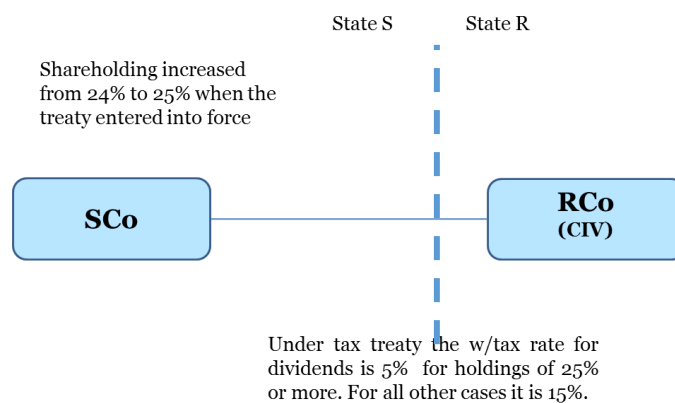 State S
State R
Shareholding increased
from 24% to 25% when the
treaty entered into force
SCo
RCo
(CIV)
Under tax treaty the w/tax rate for
dividends is 5% for holdings of 25%
or more. For all other cases it is 15%.